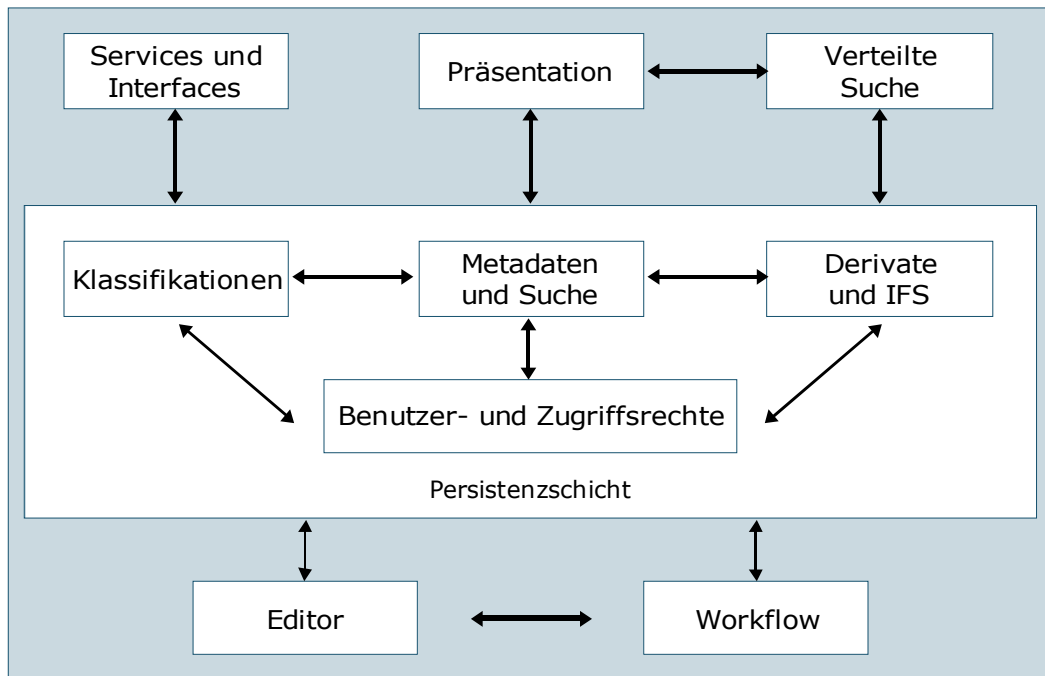 Services und
Interfaces
Präsentation
Verteilte
Suche
Klassifikationen
Metadaten
und Suche
Derivate
und IFS
Benutzer- und Zugriffsrechte
Persistenzschicht
Editor
Workflow